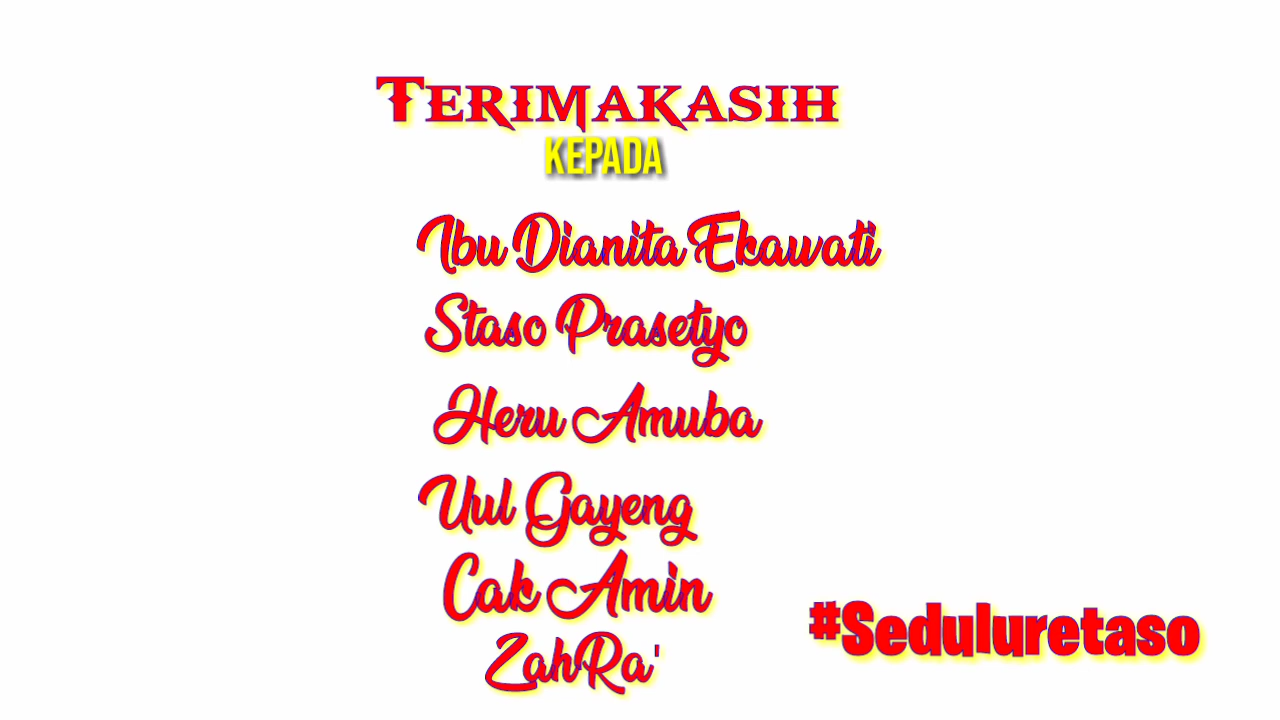 Terimakasih
KEPADA
Ibu Dianita Ekawati
Staso Prasetyo
Heru Amuba
Uul Gayeng
Cak Amin
ZahRa'
#Seduluretaso